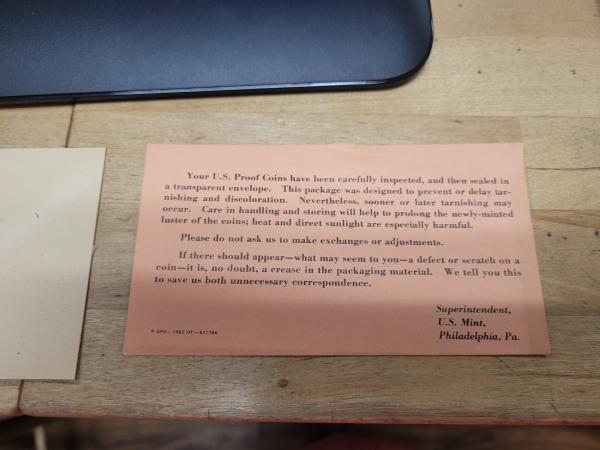 Your U.S. Proof Coins have been carefully inspected, and then sealed in
a transparent envelope. This package was designed to prevent or delay tar-
nishing and discoloration. Nevertheless, sooner or later tarnishing may
occur. Care in handling and storing will help to prolong the newly-minted
luster of the coins; heat and direct sunlight are especially harmful.
Please do not ask us to make exchanges or adjustments.
If there should appear—what may seem to you—a defect or scratch on a
coin—it is, no doubt, a crease in the packaging material. We tell you this
to save us both unnecessary correspondence.
Superintendent,
U.S. Mint,
Philadelphia, Pa.
GPO : 1962 OF—631766